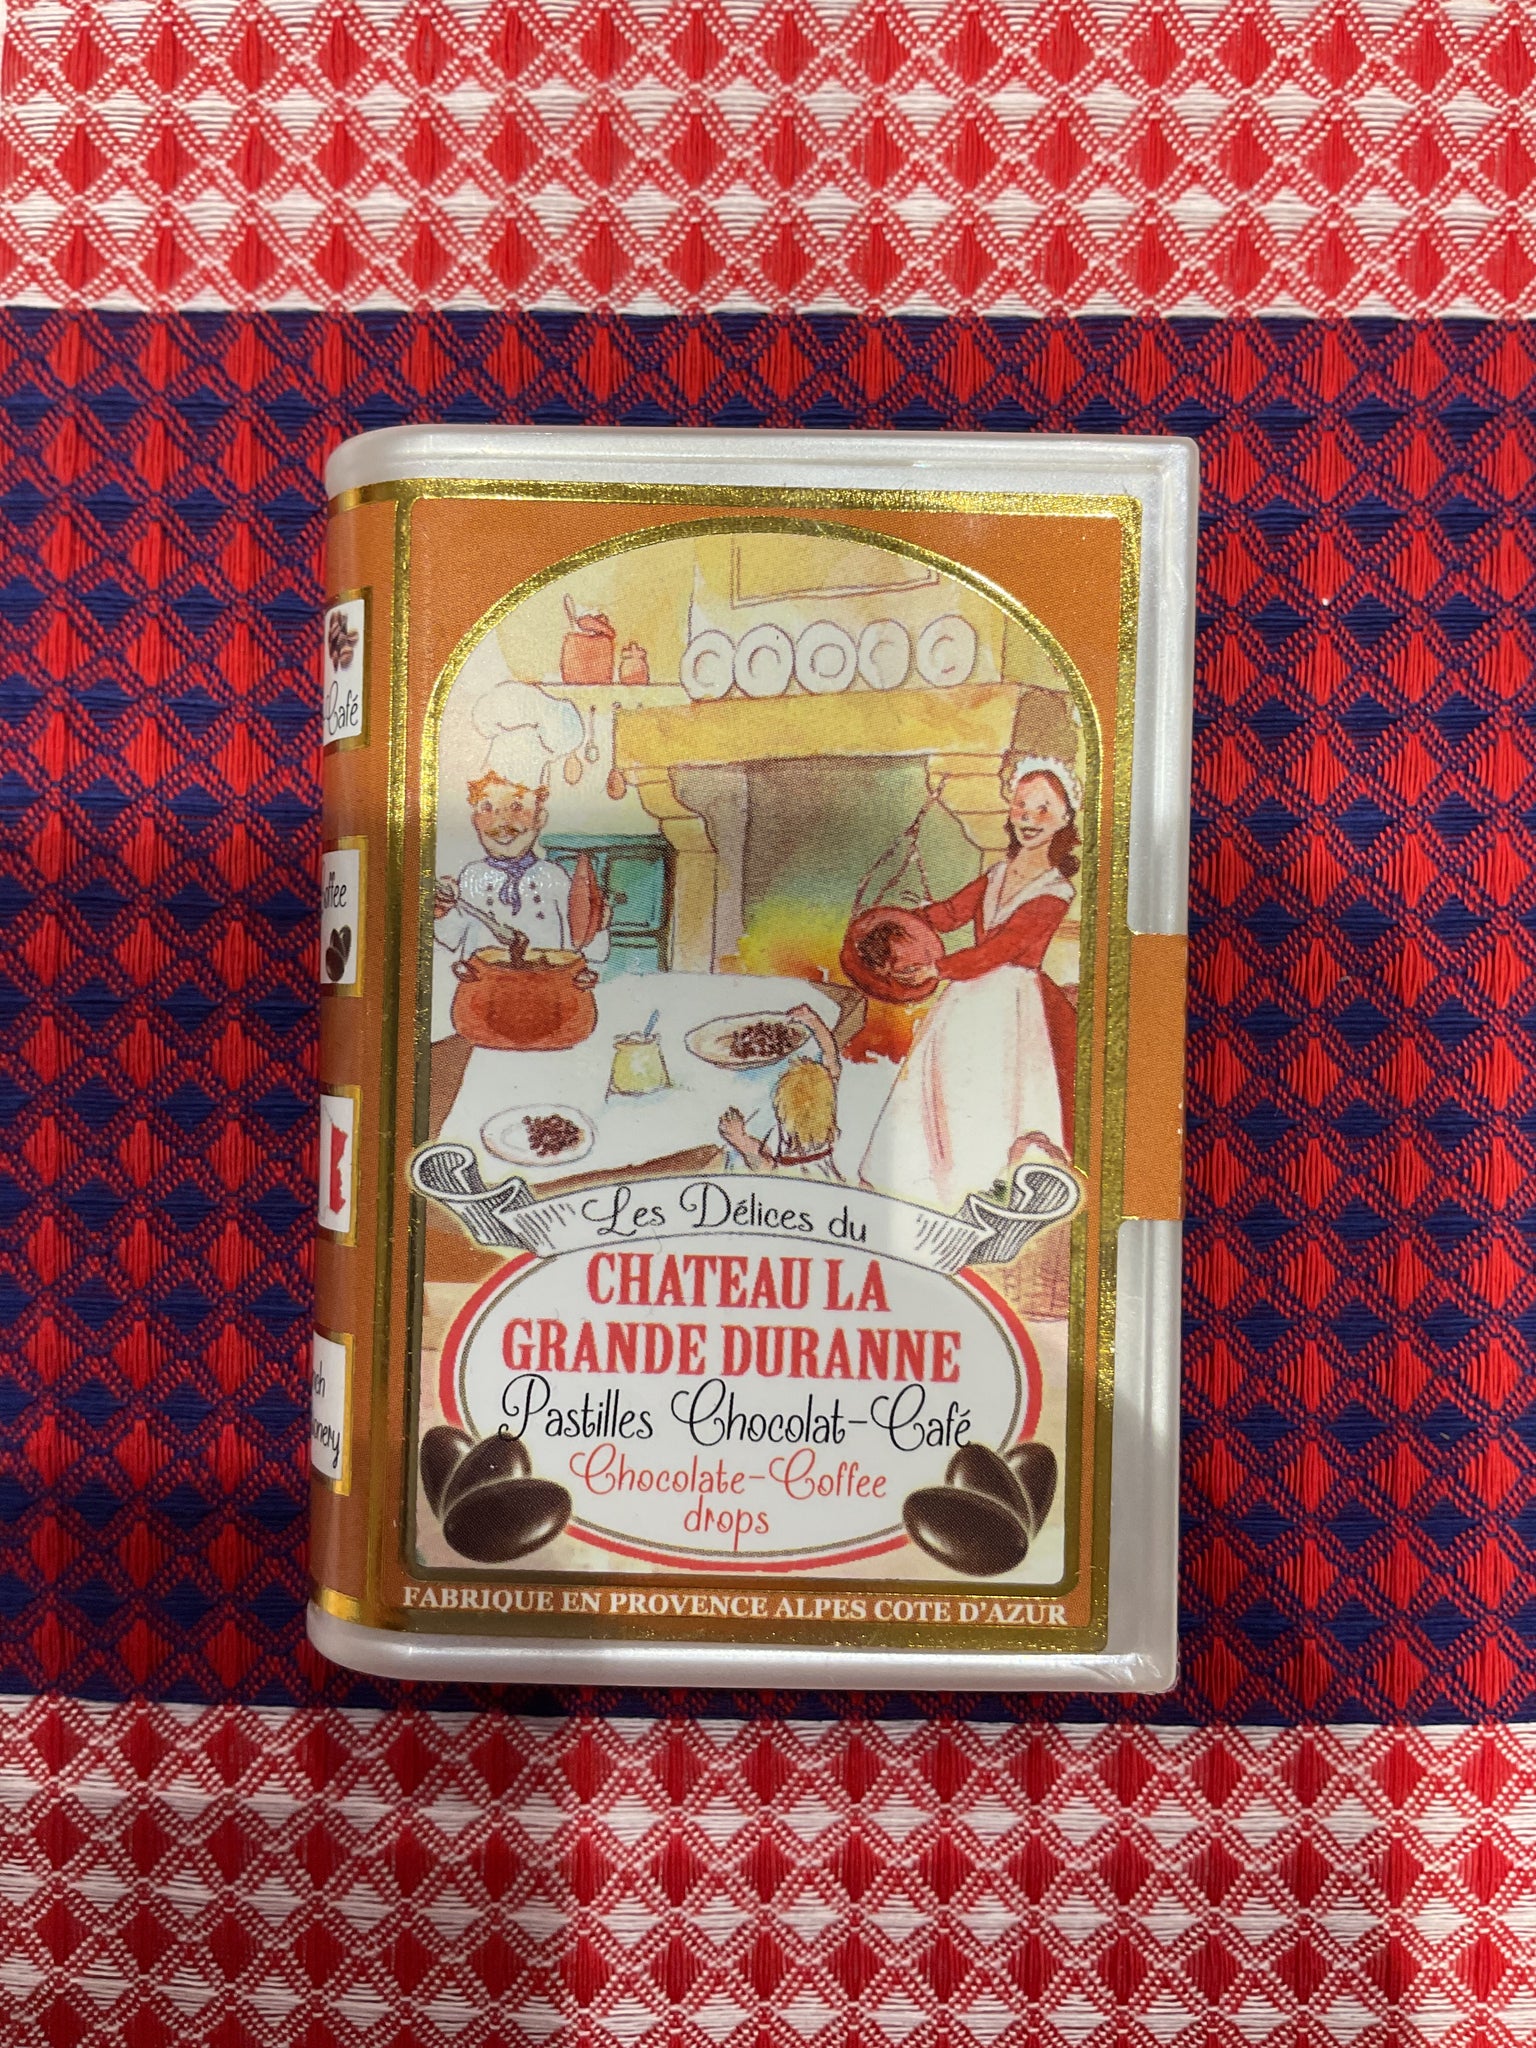 Café
Les Délices du
CHATEAU LA
GRANDE DURANNE
Pastilles Chocolat-Café
Chocolate-Coffee
drops
FABRIQUE EN PROVENCE ALPES COTE D'AZUR